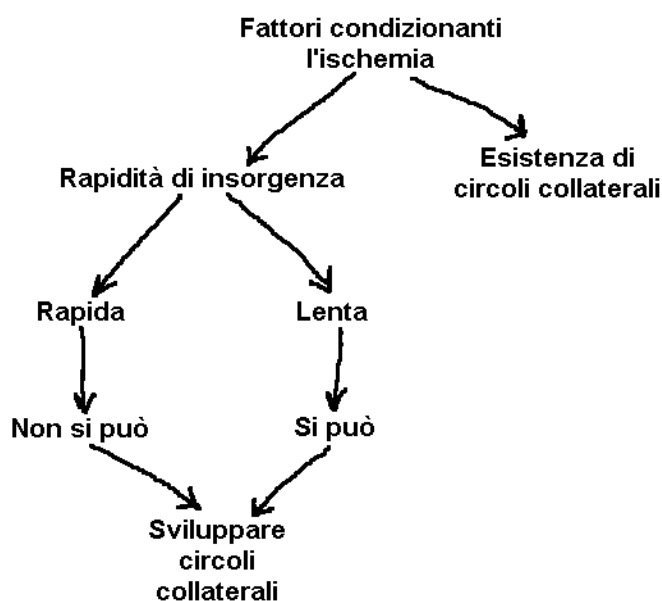 Fattori condizionanti
l'ischemia
Esistenza di
circoli collaterali
Rapidità di insorgenza
Rapida
Lenta
Non si può
Si può
Sviluppare
circoli
collaterali